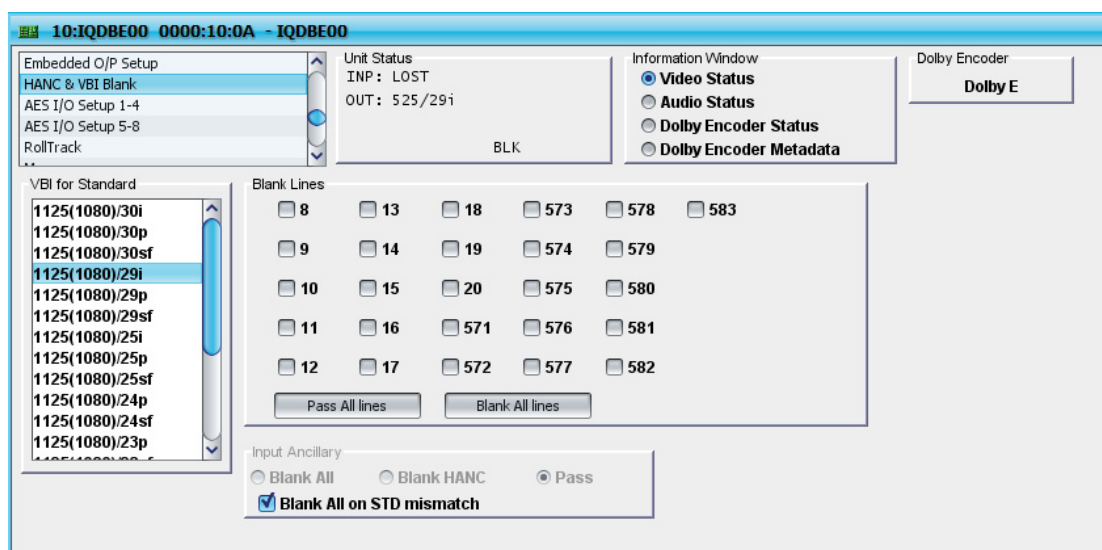 10:IQDBE00 0000:10:0A - IQDBE00
Embedded O/P Setup
HANC & VBI Blank
AES I/O Setup 1-4
AES I/O Setup 5-8
RollTrack
Unit Status
INP: LOST
OUT: 525/29i
BLK
Information Window
Video Status
Audio Status
Dolby Encoder Status
Dolby Encoder Metadata
Dolby Encoder
Dolby E
VBI for Standard
1125(1080)/30i
1125(1080)/30p
1125(1080)/30sf
1125(1080)/29i
1125(1080)/29p
1125(1080)/29sf
1125(1080)/25i
1125(1080)/25p
1125(1080)/25sf
1125(1080)/24p
1125(1080)/24sf
1125(1080)/23p
Blank Lines
8 13 18 573 578 583
9 14 19 574 579
10 15 20 575 580
11 16 571 576 581
12 17 572 577 582
Pass All lines Blank All lines
Input Ancillary
Blank All Blank HANC Pass
Blank All on STD mismatch